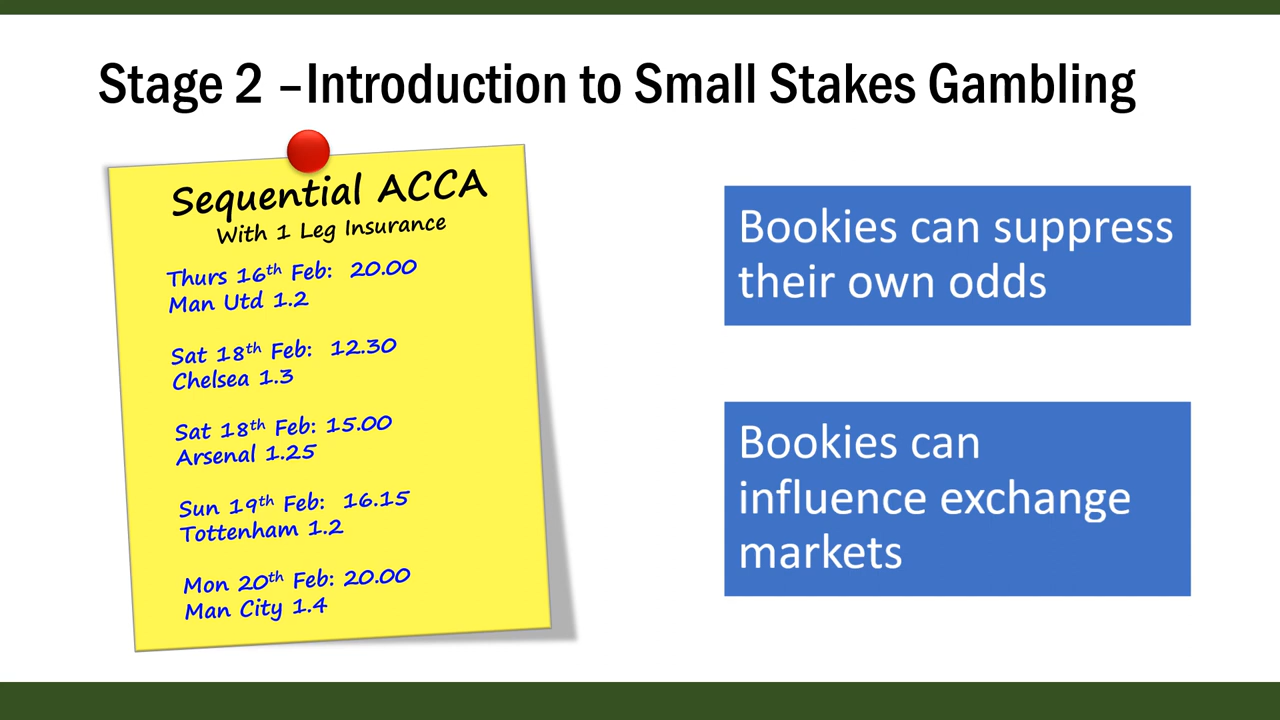 Stage 2 –Introduction to Small Stakes Gambling
Sequential ACCA
With 1 Leg Insurance
Thurs 16th Feb: 20.00
Man Utd 1.2
Sat 18th Feb: 12.30
Chelsea 1.3
Sat 18th Feb: 15.00
Arsenal 1.25
Sun 19th Feb: 16.15
Tottenham 1.2
Mon 20th Feb: 20.00
Man City 1.4
Bookies can suppress
their own odds
Bookies can
influence exchange
markets